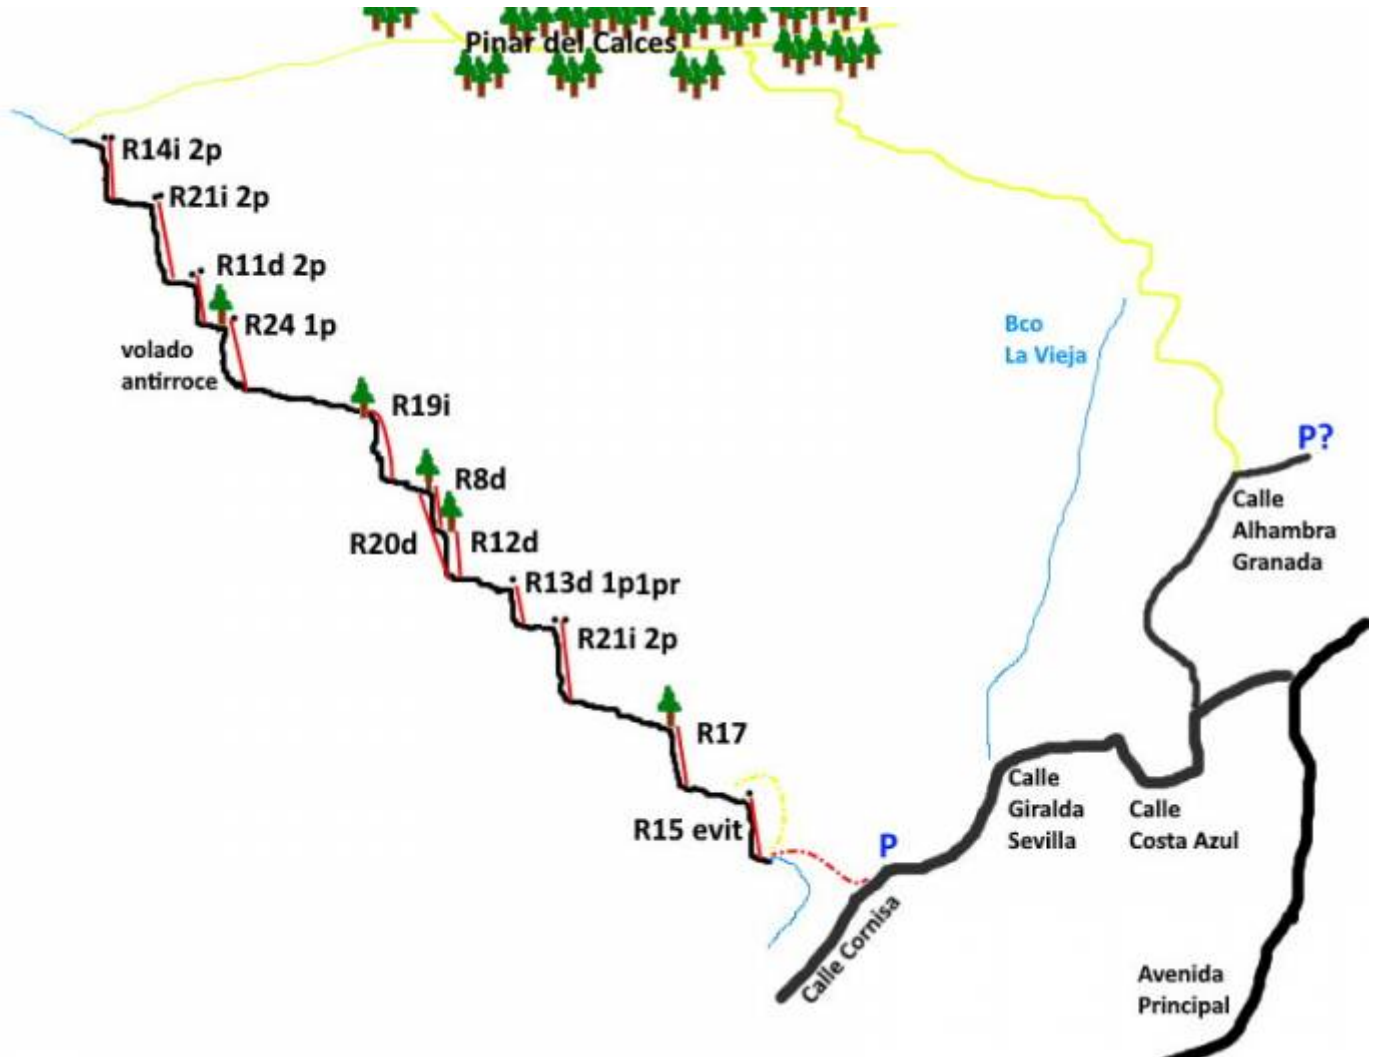 Pinar del Calces
R14i 2p
R21i 2p
R11d 2p
R24 1p
volado
antirroce
R19i
R8d
R20d
R12d
R13d 1p1pr
R21i 2p
R17
R15 evit
Bco
La Vieja
P?
Calle
Alhambra
Granada
P
Calle
Giralda
Sevilla
Calle
Costa Azul
Calle Cornisa
Avenida
Principal